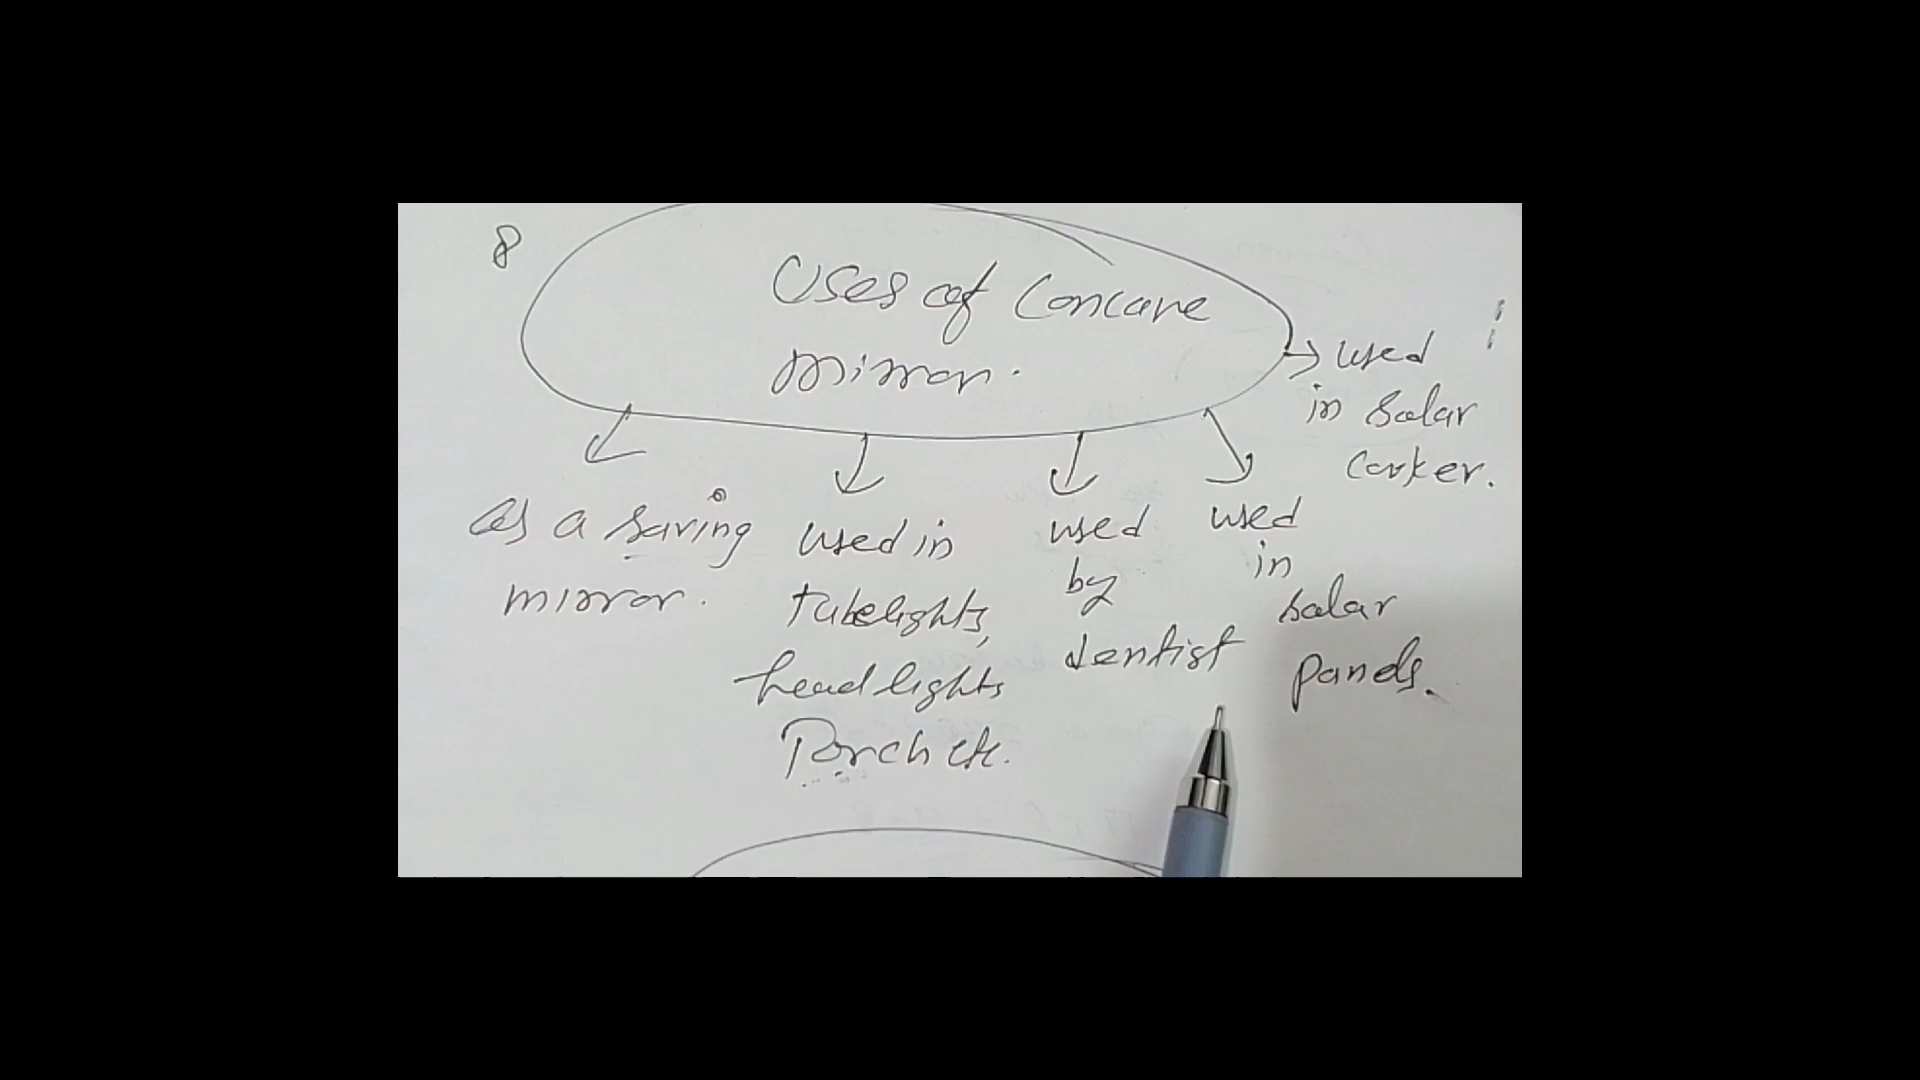 8
Uses of Concave
mirror.
As a saving
mirror.
used in
tubelights,
headlights
Torch etc.
used
by
dentist
used
in
solar
panels.
→ used
in solar
cooker.